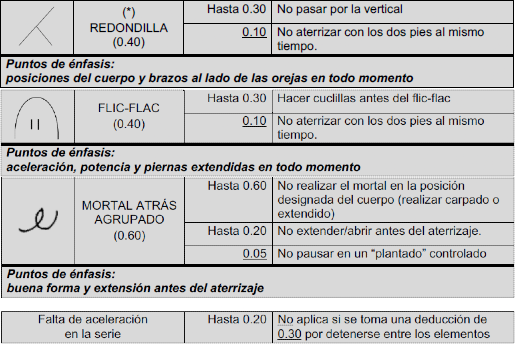 (*)
REDONDILLA
(0.40)
Hasta 0.30 No pasar por la vertical
0.10 No aterrizar con los dos pies al mismo
tiempo.
Puntos de énfasis:
posiciones del cuerpo y brazos al lado de las orejas en todo momento
FLIC-FLAC
(0.40)
Hasta 0.30 Hacer cuclillas antes del flic-flac
0.10 No aterrizar con los dos pies al mismo
tiempo.
Puntos de énfasis:
aceleración, potencia y piernas extendidas en todo momento
MORTAL ATRÁS
AGRUPADO
(0.60)
Hasta 0.60 No realizar el mortal en la posición
designada del cuerpo (realizar carpado o
extendido)
Hasta 0.20 No extender/abrir antes del aterrizaje.
0.05 No pausar en un “plantado” controlado
Puntos de énfasis:
buena forma y extensión antes del aterrizaje
Falta de aceleración
en la serie
Hasta 0.20 No aplica si se toma una deducción de
0.30 por detenerse entre los elementos